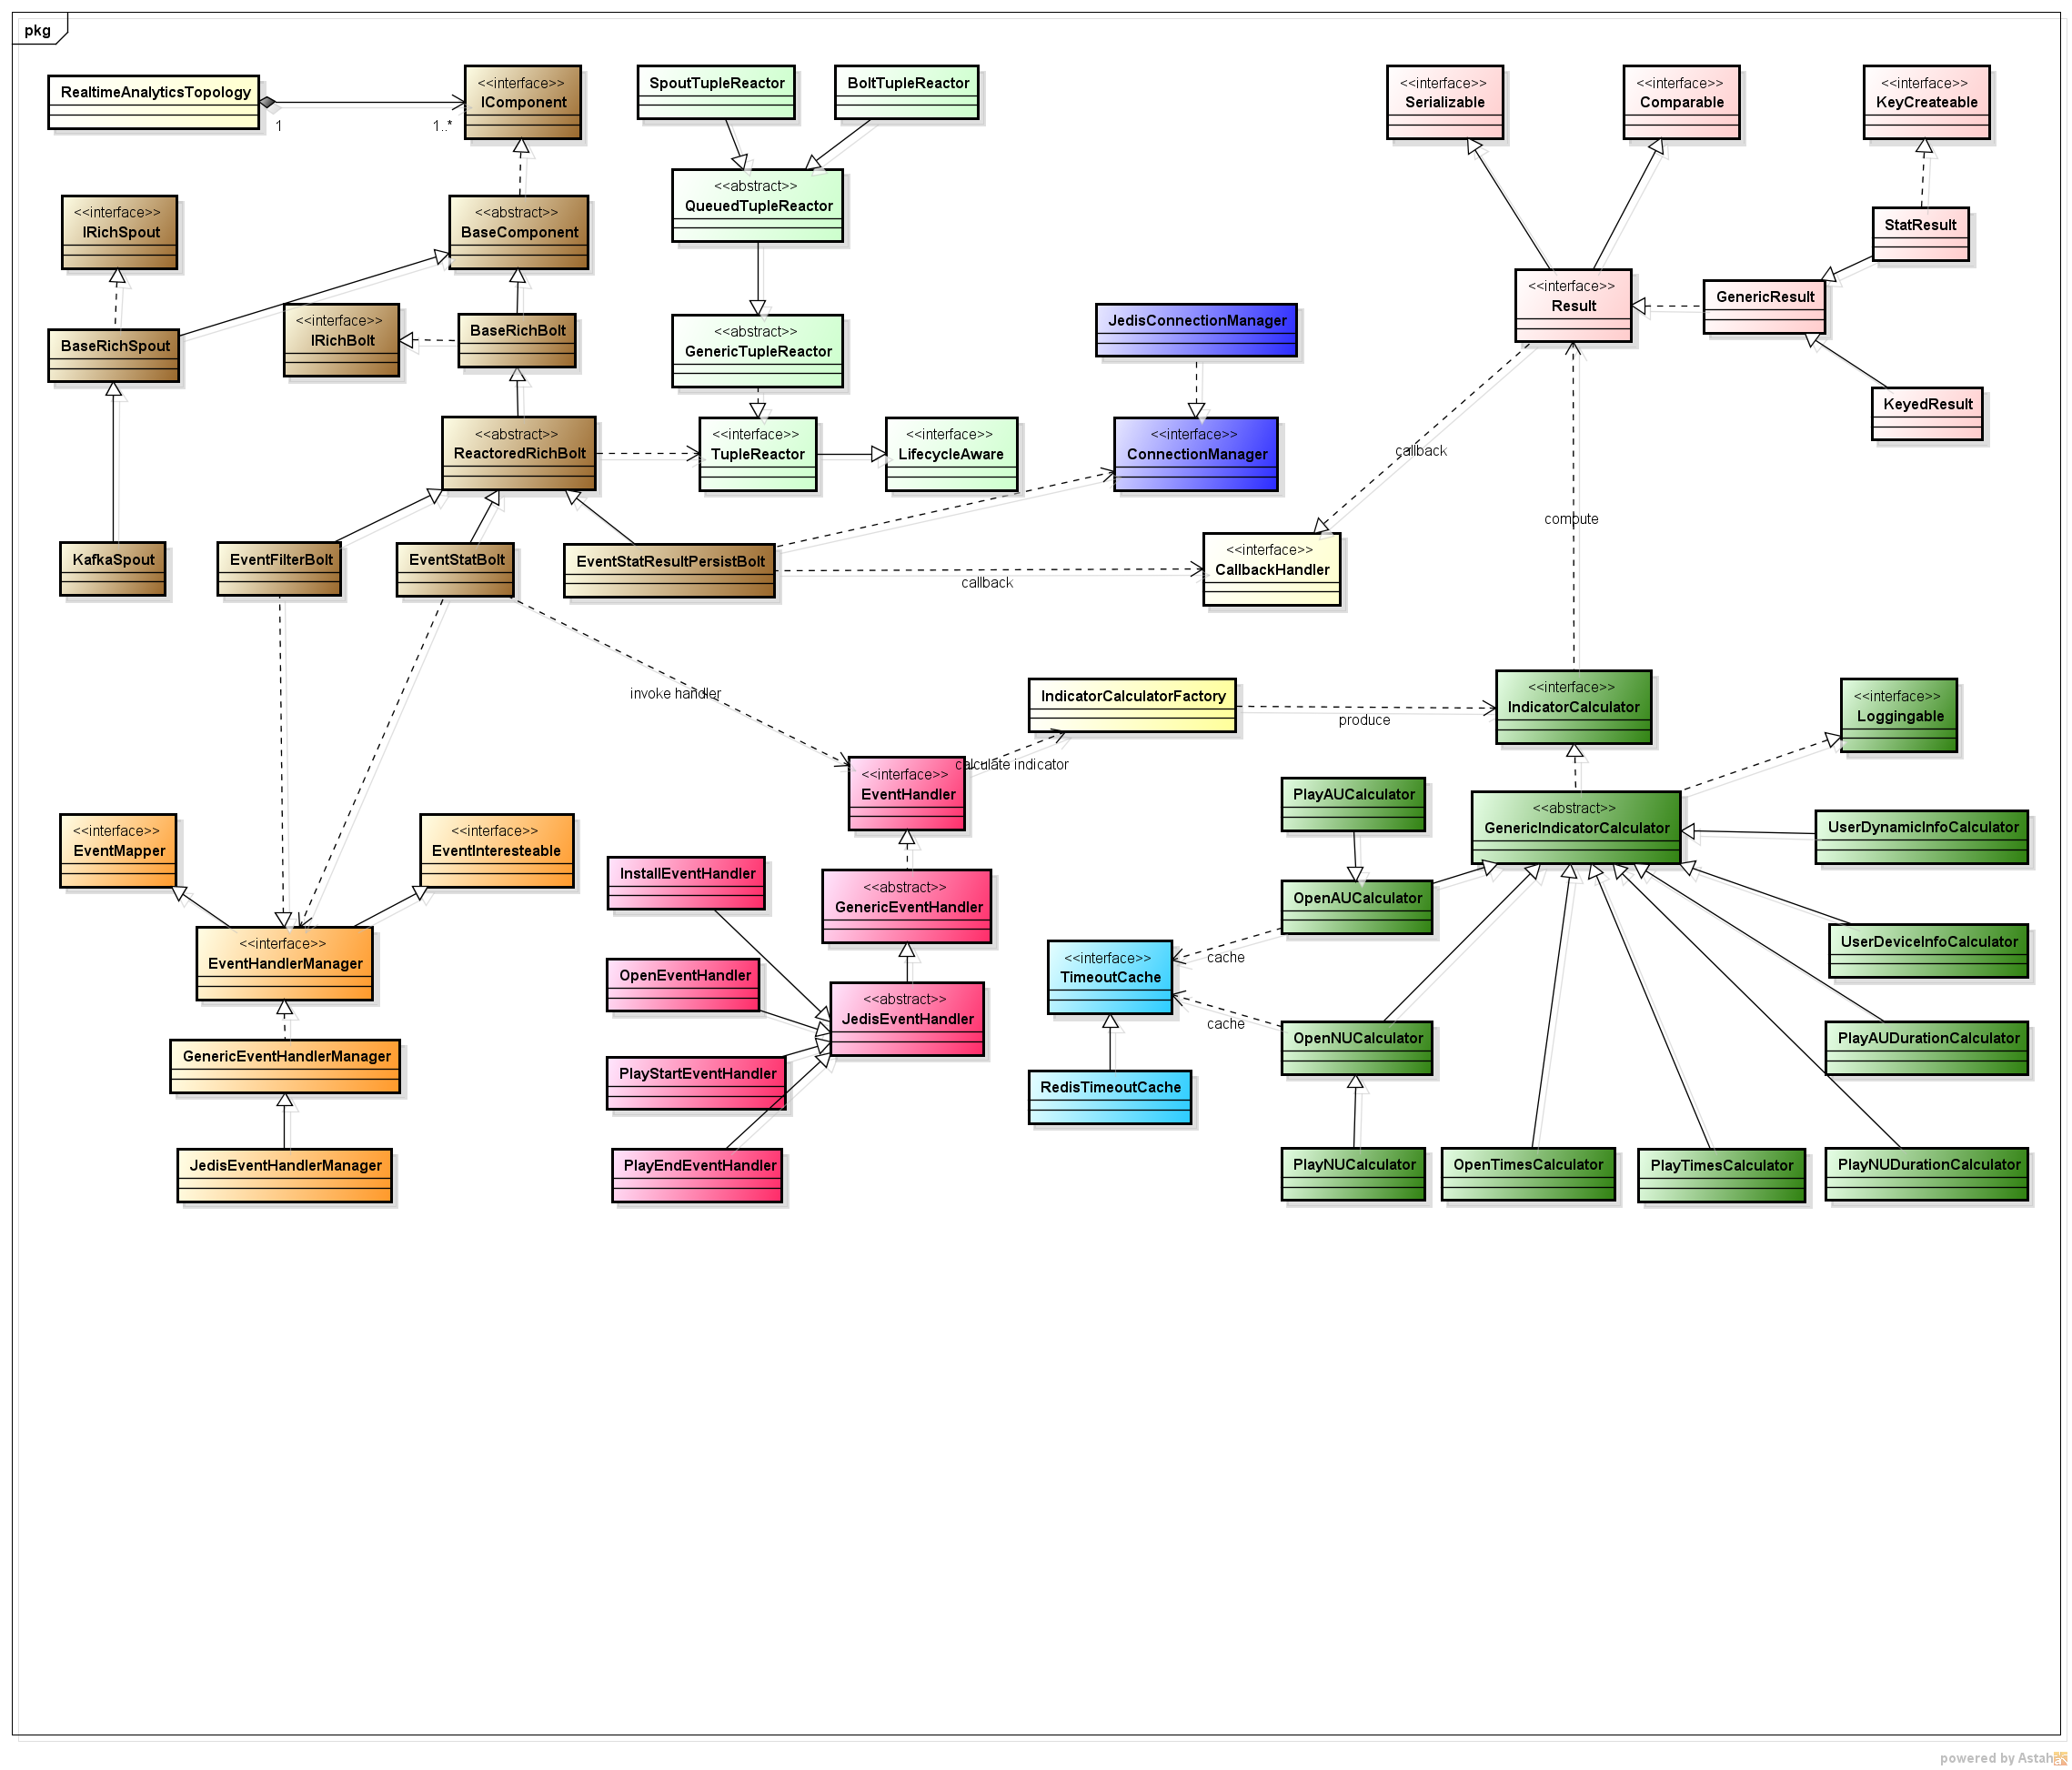 pkg
RealtimeAnalyticsTopology
1
1..*
<<interface>>
IComponent
SpoutTupleReactor
BoltTupleReactor
<<interface>>
Serializable
<<interface>>
Comparable
<<interface>>
KeyCreateable
<<interface>>
IRichSpout
<<abstract>>
BaseComponent
<<abstract>>
QueuedTupleReactor
StatResult
<<interface>>
Result
GenericResult
BaseRichSpout
<<interface>>
IRichBolt
BaseRichBolt
<<abstract>>
GenericTupleReactor
JedisConnectionManager
KeyedResult
<<abstract>>
ReactoredRichBolt
<<interface>>
TupleReactor
<<interface>>
LifecycleAware
<<interface>>
ConnectionManager
callback
compute
KafkaSpout
EventFilterBolt
EventStatBolt
EventStatResultPersistBolt
callback
<<interface>>
CallbackHandler
invoke handler
IndicatorCalculatorFactory
produce
<<interface>>
IndicatorCalculator
<<interface>>
Loggingable
calculate indicator
<<interface>>
EventHandler
PlayAUCalculator
<<abstract>>
GenericIndicatorCalculator
UserDynamicInfoCalculator
<<interface>>
EventMapper
<<interface>>
EventInteresteable
InstallEventHandler
<<abstract>>
GenericEventHandler
OpenAUCalculator
<<interface>>
EventHandlerManager
OpenEventHandler
<<interface>>
TimeoutCache
cache
UserDeviceInfoCalculator
<<abstract>>
JedisEventHandler
cache
OpenNUCalculator
PlayAUDurationCalculator
GenericEventHandlerManager
PlayStartEventHandler
RedisTimeoutCache
JedisEventHandlerManager
PlayEndEventHandler
PlayNUCalculator
OpenTimesCalculator
PlayTimesCalculator
PlayNUDurationCalculator
powered by Astah